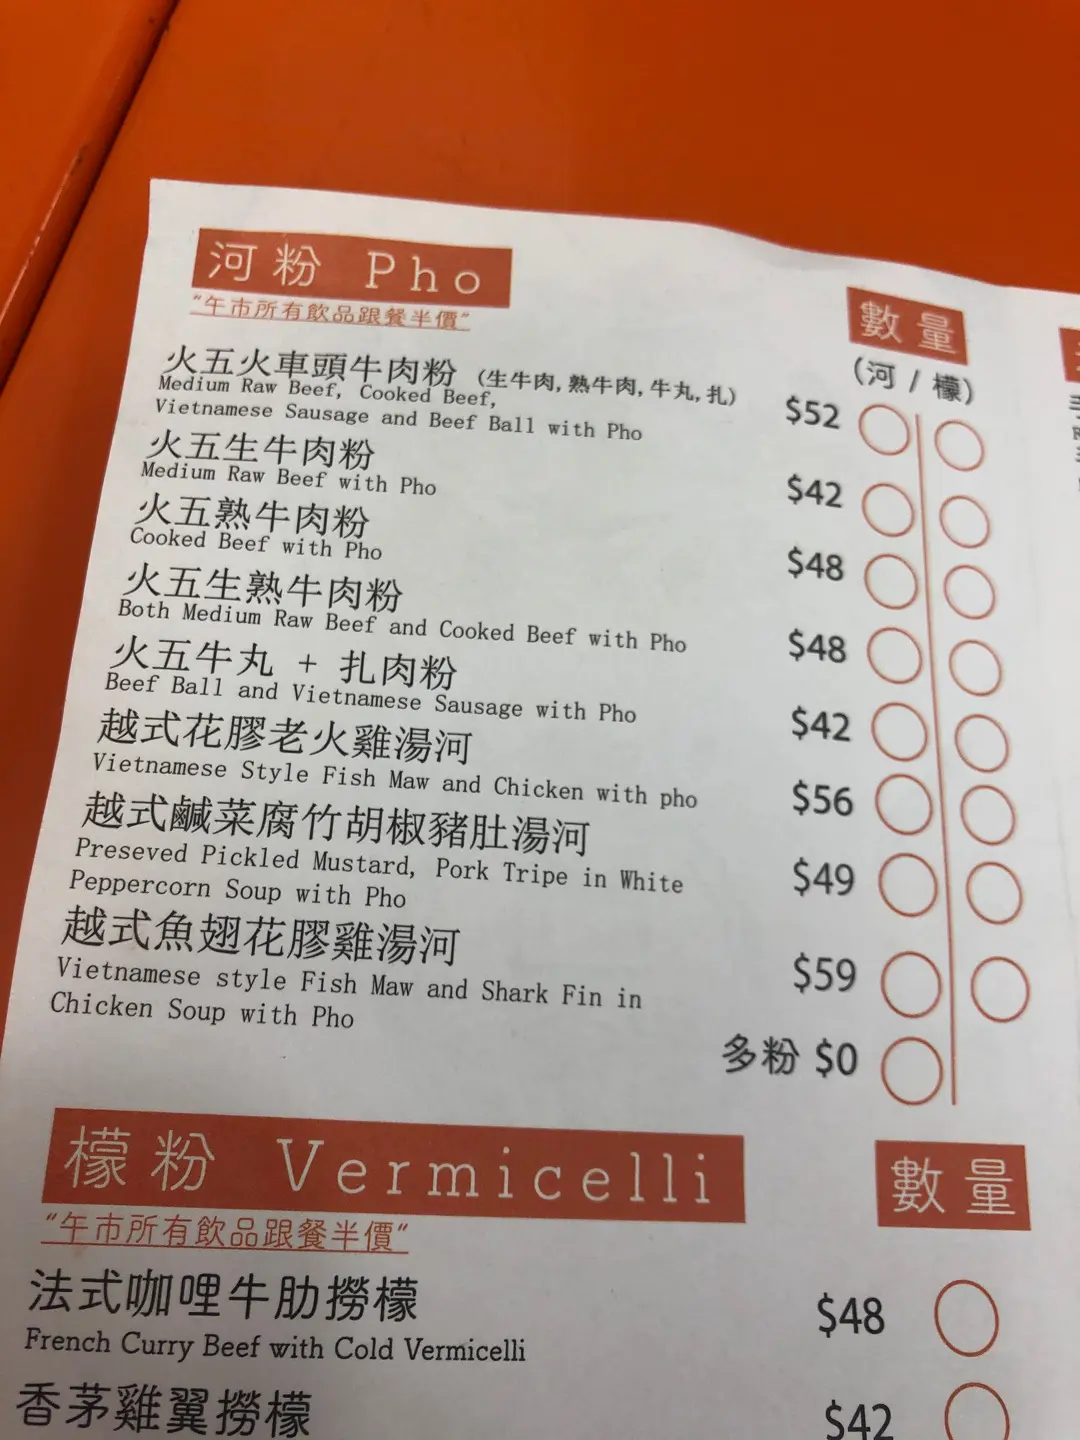 河粉 Pho
"午市所有飲品跟餐半價"
數量
(河 / 檬)
火五火車頭牛肉粉 (生牛肉,熟牛肉,牛丸,扎)
Medium Raw Beef, Cooked Beef,
Vietnamese Sausage and Beef Ball with Pho
$52
火五生牛肉粉
Medium Raw Beef with Pho
$42
火五熟牛肉粉
Cooked Beef with Pho
$48
火五生熟牛肉粉
Both Medium Raw Beef and Cooked Beef with Pho
$48
火五牛丸 + 扎肉粉
Beef Ball and Vietnamese Sausage with Pho
$42
越式花膠老火雞湯河
Vietnamese Style Fish Maw and Chicken with pho
$56
越式鹹菜腐竹胡椒豬肚湯河
Preseved Pickled Mustard, Pork Tripe in White
Peppercorn Soup with Pho
$49
越式魚翅花膠雞湯河
Vietnamese style Fish Maw and Shark Fin in
Chicken Soup with Pho
$59
多粉 $0
檬粉 Vermicelli
數量
"午市所有飲品跟餐半價"
法式咖哩牛肋撈檬
French Curry Beef with Cold Vermicelli
$48
香茅雞翼撈檬
$42